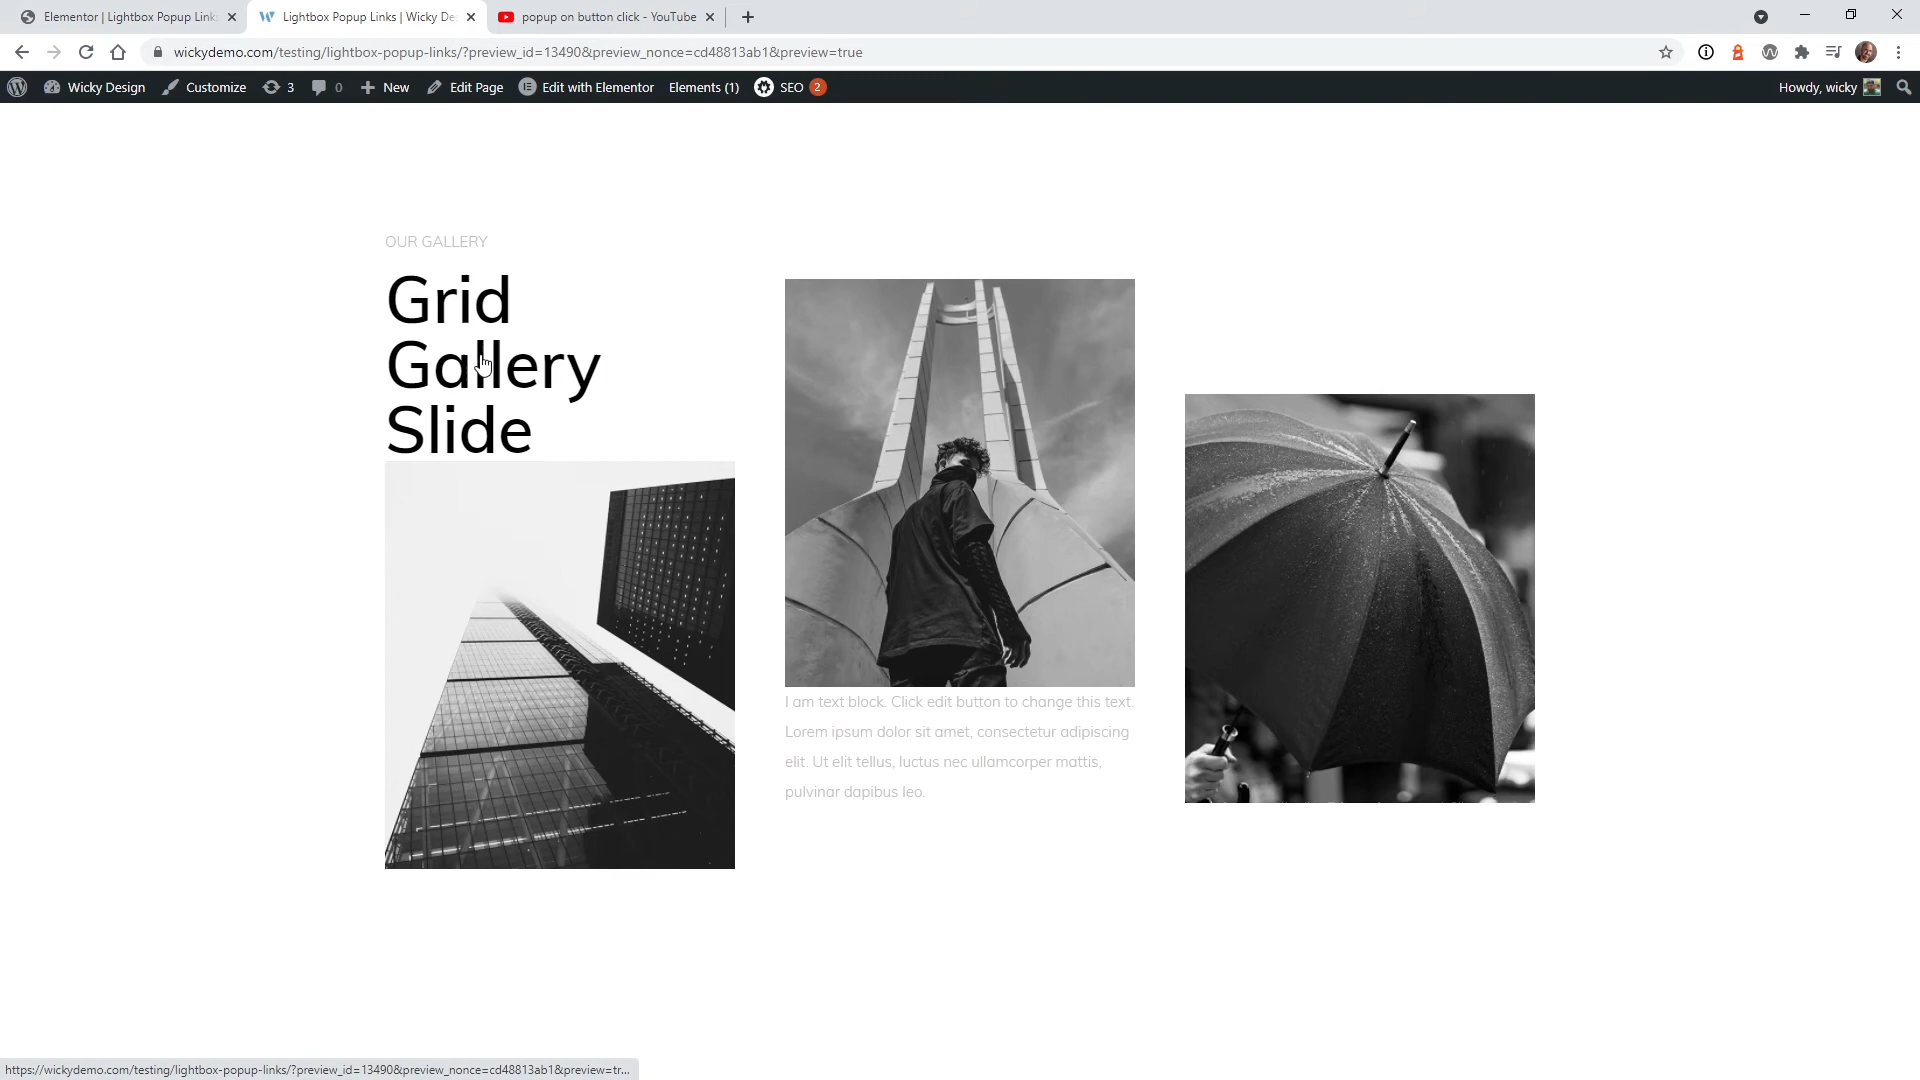 Elementor | Lightbox Popup Link
Lightbox Popup Links | Wicky De
popup on button click - YouTube
wickydemo.com/testing/lightbox-popup-links/?preview_id=13490&preview_nonce=cd48813ab1&preview=true
Wicky Design
Customize
3
0
New
Edit Page
Edit with Elementor
Elements (1)
SEO 2
Howdy, wicky
OUR GALLERY
Grid
Gallery
Slide
I am text block. Click edit button to change this text.
Lorem ipsum dolor sit amet, consectetur adipiscing
elit. Ut elit tellus, luctus nec ullamcorper mattis,
pulvinar dapibus leo.
https://wickydemo.com/testing/lightbox-popup-links/?preview_id=13490&preview_nonce=cd48813ab1&preview=tr...